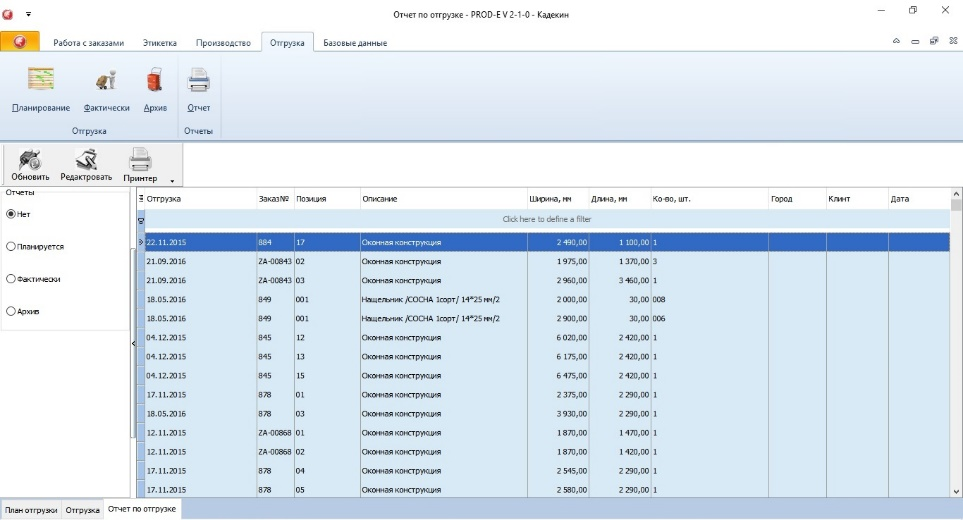 Отчет по отгрузке - PROD-E V 2-1-0 - Кадекин
Работа с заказами Этикетка Производство Отгрузка Базовые данные
Планирование Фактически Архив Отчет
Отгрузка Отчеты
Обновить Редактровать Принтер
Отчеты
Нет
Планируется
Фактически
Архив
Отгрузка Заказ№ Позиция Описание Ширина, мм Длина, мм Ко-во, шт. Город Клинт Дата
Click here to define a filter
22.11.2015 884 17 Оконная конструкция 2 490,00 1 100,00 1
21.09.2016 ZA-00843 02 Оконная конструкция 1 975,00 1 370,00 3
21.09.2016 ZA-00843 03 Оконная конструкция 2 960,00 3 460,00 1
18.05.2016 849 001 Нащельник /СОСНА 1сорт/ 14*25 мм/2 2 000,00 30,00 008
18.05.2016 849 001 Нащельник /СОСНА 1сорт/ 14*25 мм/2 2 900,00 30,00 006
04.12.2015 845 12 Оконная конструкция 6 020,00 2 420,00 1
04.12.2015 845 13 Оконная конструкция 6 175,00 2 420,00 1
04.12.2015 845 15 Оконная конструкция 6 475,00 2 420,00 1
17.11.2015 878 01 Оконная конструкция 2 375,00 2 290,00 1
18.05.2016 878 03 Оконная конструкция 3 930,00 2 290,00 1
12.11.2015 ZA-00868 01 Оконная конструкция 1 870,00 1 470,00 1
12.11.2015 ZA-00868 02 Оконная конструкция 1 870,00 1 420,00 1
17.11.2015 878 04 Оконная конструкция 2 545,00 2 290,00 1
17.11.2015 878 05 Оконная конструкция 2 580,00 2 290,00 1
План отгрузки Отгрузка Отчет по отгрузке